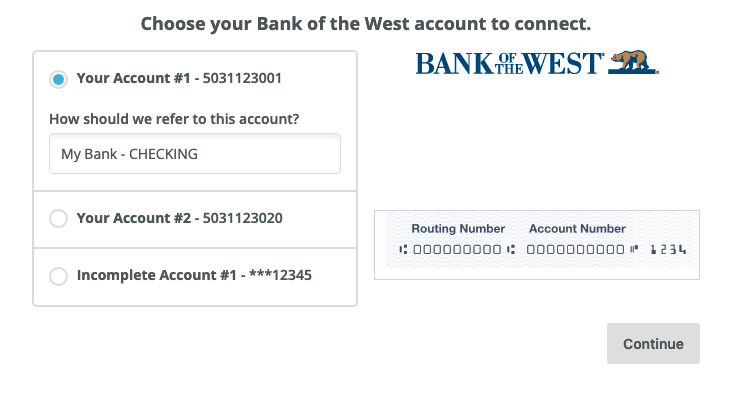 Choose your Bank of the West account to connect.
Your Account #1 - 5031123001
How should we refer to this account?
My Bank - CHECKING
Your Account #2 - 5031123020
Incomplete Account #1 - ***12345
BANK OF THE WEST
Routing Number Account Number
⑆000000000⑆ 0000000000⑈ 1234
Continue